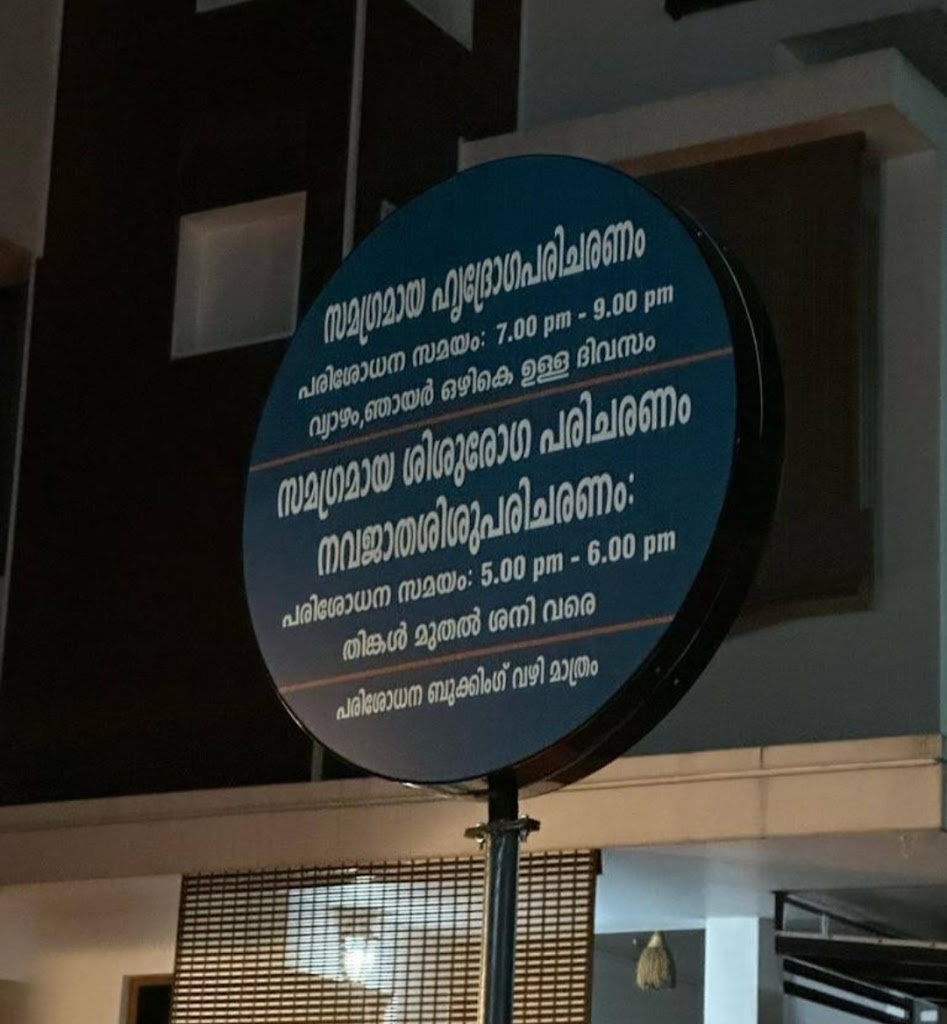 സമഗ്രമായ ഹൃദ്രോഗപരിചരണം
പരിശോധന സമയം: 7.00 pm - 9.00 pm
വ്യാഴം,ഞായർ ഒഴികെ ഉള്ള ദിവസം
സമഗ്രമായ ശിശുരോഗ പരിചരണം
നവജാതശിശുപരിചരണം:
പരിശോധന സമയം: 5.00 pm - 6.00 pm
തിങ്കൾ മുതൽ ശനി വരെ
പരിശോധന ബുക്കിംഗ് വഴി മാത്രം